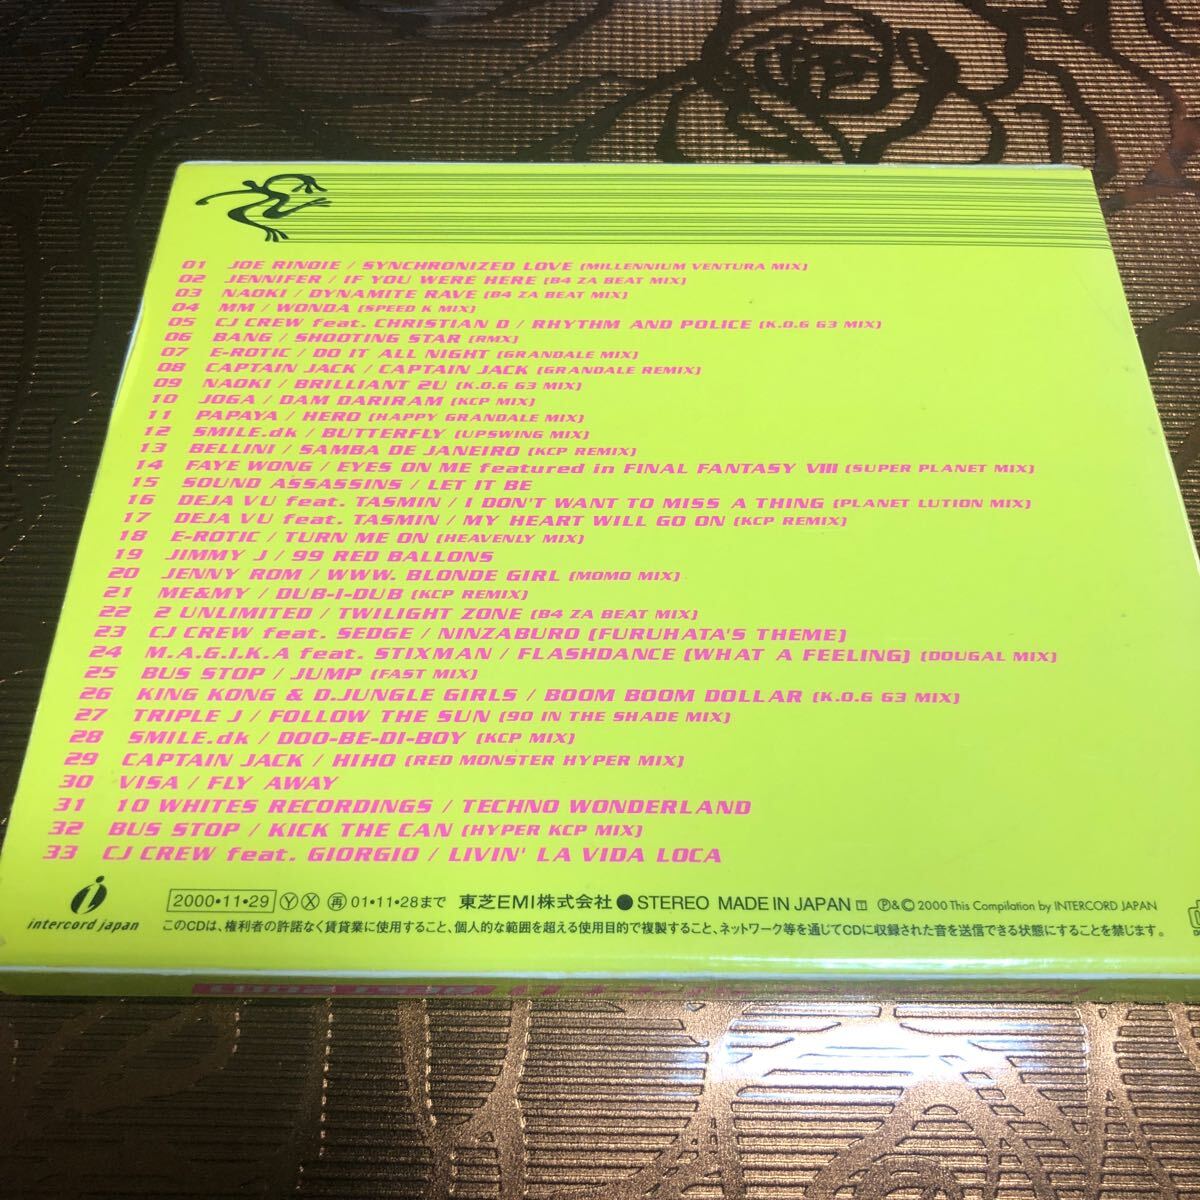 01 JOE RINOIE / SYNCHRONIZED LOVE (MILLENNIUM VENTURA MIX)
02 JENNIFER / IF YOU WERE HERE (B4 ZA BEAT MIX)
03 NAOKI / DYNAMITE RAVE (B4 ZA BEAT MIX)
04 MM / WONDA (SPEED K MIX)
05 CJ CREW feat. CHRISTIAN D / RHYTHM AND POLICE (K.O.G G3 MIX)
06 BANG / SHOOTING STAR (RMX)
07 E-ROTIC / DO IT ALL NIGHT (GRANDALE MIX)
08 CAPTAIN JACK / CAPTAIN JACK (GRANDALE REMIX)
09 NAOKI / BRILLIANT 2U (K.O.G G3 MIX)
10 JOGA / DAM DARIRAM (KCP MIX)
11 PAPAYA / HERO (HAPPY GRANDALE MIX)
12 SMILE.dk / BUTTERFLY (UPSWING MIX)
13 BELLINI / SAMBA DE JANEIRO (KCP REMIX)
14 FAYE WONG / EYES ON ME featured in FINAL FANTASY VIII (SUPER PLANET MIX)
15 SOUND ASSASSINS / LET IT BE
16 DEJA VU feat. TASMIN / I DON'T WANT TO MISS A THING (PLANET LUTION MIX)
17 DEJA VU feat. TASMIN / MY HEART WILL GO ON (KCP REMIX)
18 E-ROTIC / TURN ME ON (HEAVENLY MIX)
19 JIMMY J / 99 RED BALLONS
20 JENNY ROM / WWW. BLONDE GIRL (MOMO MIX)
21 ME&MY / DUB-I-DUB (KCP REMIX)
22 2 UNLIMITED / TWILIGHT ZONE (B4 ZA BEAT MIX)
23 CJ CREW feat. SEDGE / NINZABURO (FURUHATA'S THEME)
24 M.A.G.I.K.A feat. STIXMAN / FLASHDANCE (WHAT A FEELING) (DOUGAL MIX)
25 BUS STOP / JUMP (FAST MIX)
26 KING KONG & D.JUNGLE GIRLS / BOOM BOOM DOLLAR (K.O.G G3 MIX)
27 TRIPLE J / FOLLOW THE SUN (90 IN THE SHADE MIX)
28 SMILE.dk / DOO-BE-DI-BOY (KCP MIX)
29 CAPTAIN JACK / HIHO (RED MONSTER HYPER MIX)
30 VISA / FLY AWAY
31 10 WHITES RECORDINGS / TECHNO WONDERLAND
32 BUS STOP / KICK THE CAN (HYPER KCP MIX)
33 CJ CREW feat. GIORGIO / LIVIN' LA VIDA LOCA
intercord japan
2000•11•29 Ⓨ Ⓧ ㊐ 01•11•28まで 東芝EMI株式会社 ● STEREO MADE IN JAPAN Ⓟ&© 2000 This Compilation by INTERCORD JAPAN
このCDは、権利者の許諾なく賃貸業に使用すること、個人的な範囲を超える使用目的で複製すること、ネットワーク等を通じてCDに収録された音を送信できる状態にすることを禁じます。